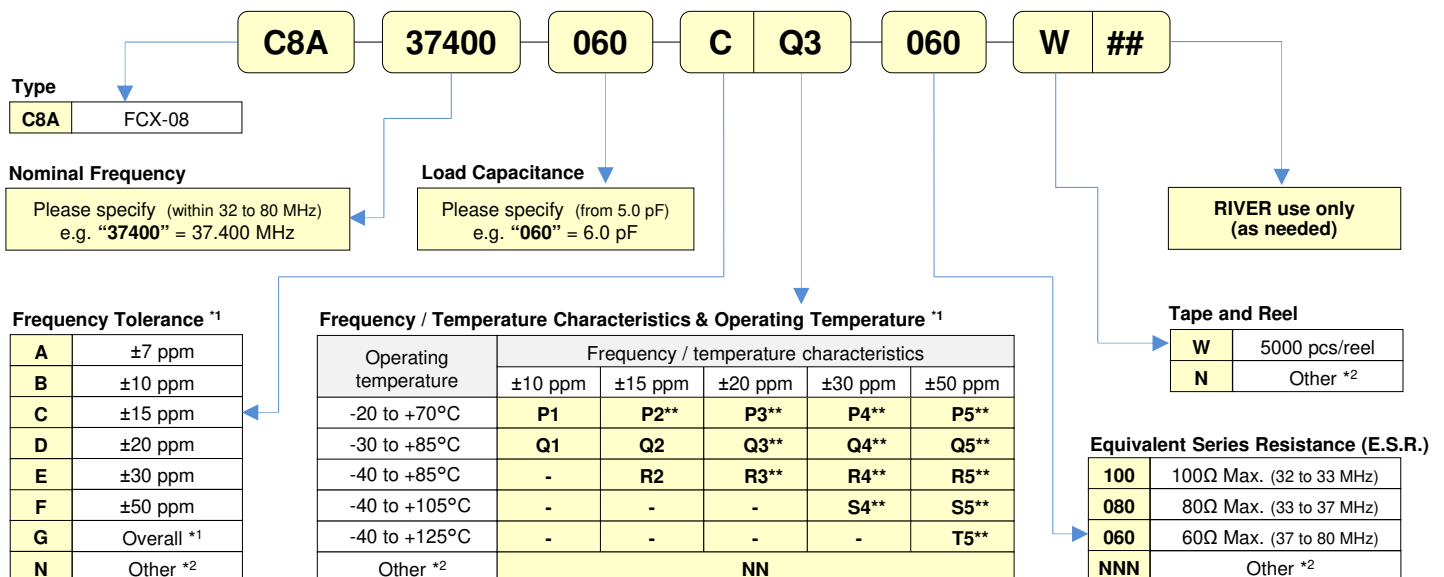 C8A 37400 060 C Q3 060 W ##
Type
C8A FCX-08
Nominal Frequency
Please specify (within 32 to 80 MHz)
e.g. “37400” = 37.400 MHz
Load Capacitance
Please specify (from 5.0 pF)
e.g. “060” = 6.0 pF
RIVER use only
(as needed)
Frequency Tolerance *1
A ±7 ppm
B ±10 ppm
C ±15 ppm
D ±20 ppm
E ±30 ppm
F ±50 ppm
G Overall *1
N Other *2
Frequency / Temperature Characteristics & Operating Temperature *1
Operating temperature Frequency / temperature characteristics
±10 ppm ±15 ppm ±20 ppm ±30 ppm ±50 ppm
-20 to +70°C P1 P2** P3** P4** P5**
-30 to +85°C Q1 Q2 Q3** Q4** Q5**
-40 to +85°C - R2 R3** R4** R5**
-40 to +105°C - - - S4** S5**
-40 to +125°C - - - - T5**
Other *2 NN
Tape and Reel
W 5000 pcs/reel
N Other *2
Equivalent Series Resistance (E.S.R.)
100 100Ω Max. (32 to 33 MHz)
080 80Ω Max. (33 to 37 MHz)
060 60Ω Max. (37 to 80 MHz)
NNN Other *2